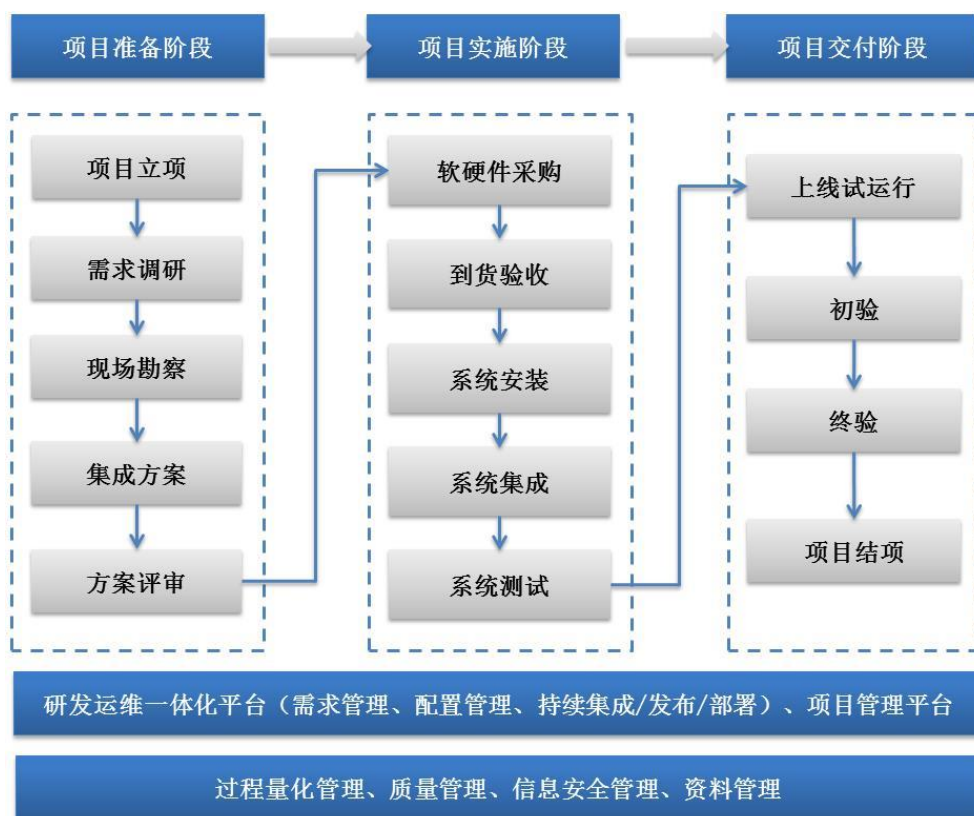 项目准备阶段
项目实施阶段
项目交付阶段
项目立项
需求调研
现场勘察
集成方案
方案评审
软硬件采购
到货验收
系统安装
系统集成
系统测试
上线试运行
初验
终验
项目结项
研发运维一体化平台（需求管理、配置管理、持续集成/发布/部署）、项目管理平台
过程量化管理、质量管理、信息安全管理、资料管理